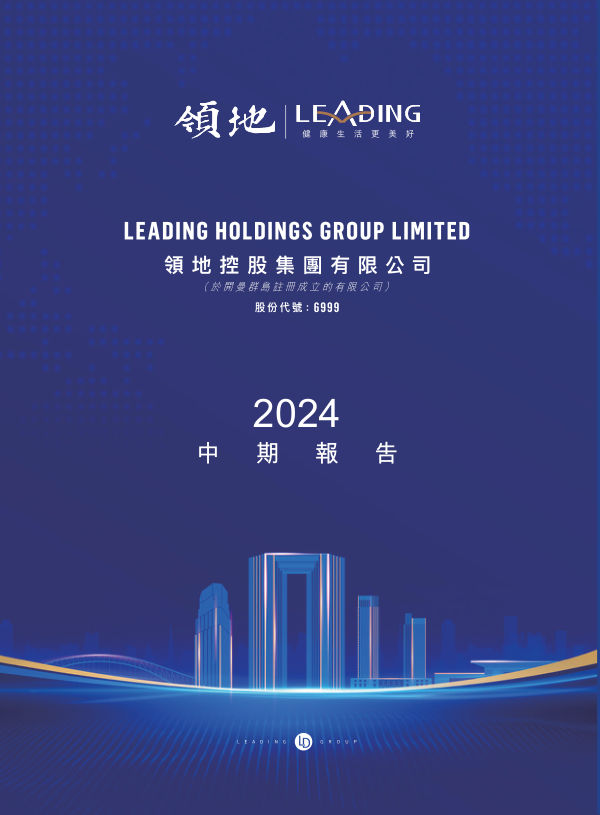 領地 LEADING
健康生活更美好
LEADING HOLDINGS GROUP LIMITED
領地控股集團有限公司
（於開曼群島註冊成立的有限公司）
股份代號：6999
2024
中期報告
LEADING LD GROUP